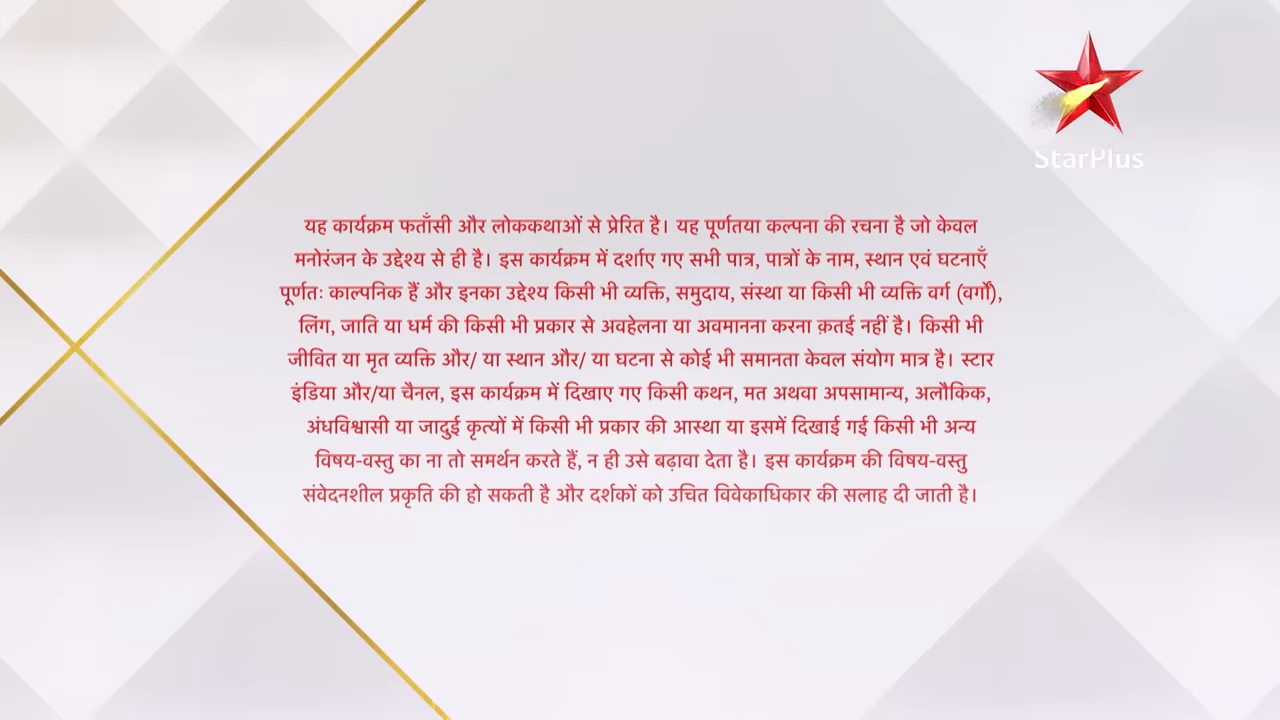 StarPlus
यह कार्यक्रम फताँसी और लोककथाओं से प्रेरित है। यह पूर्णतया कल्पना की रचना है जो केवल
मनोरंजन के उद्देश्य से ही है। इस कार्यक्रम में दर्शाए गए सभी पात्र, पात्रों के नाम, स्थान एवं घटनाएँ
पूर्णतः काल्पनिक हैं और इनका उद्देश्य किसी भी व्यक्ति, समुदाय, संस्था या किसी भी व्यक्ति वर्ग (वर्गों),
लिंग, जाति या धर्म की किसी भी प्रकार से अवहेलना या अवमानना करना क़तई नहीं है। किसी भी
जीवित या मृत व्यक्ति और/ या स्थान और/ या घटना से कोई भी समानता केवल संयोग मात्र है। स्टार
इंडिया और/या चैनल, इस कार्यक्रम में दिखाए गए किसी कथन, मत अथवा अपसामान्य, अलौकिक,
अंधविश्वासी या जादुई कृत्यों में किसी भी प्रकार की आस्था या इसमें दिखाई गई किसी भी अन्य
विषय-वस्तु का ना तो समर्थन करते हैं, न ही उसे बढ़ावा देता है। इस कार्यक्रम की विषय-वस्तु
संवेदनशील प्रकृति की हो सकती है और दर्शकों को उचित विवेकाधिकार की सलाह दी जाती है।